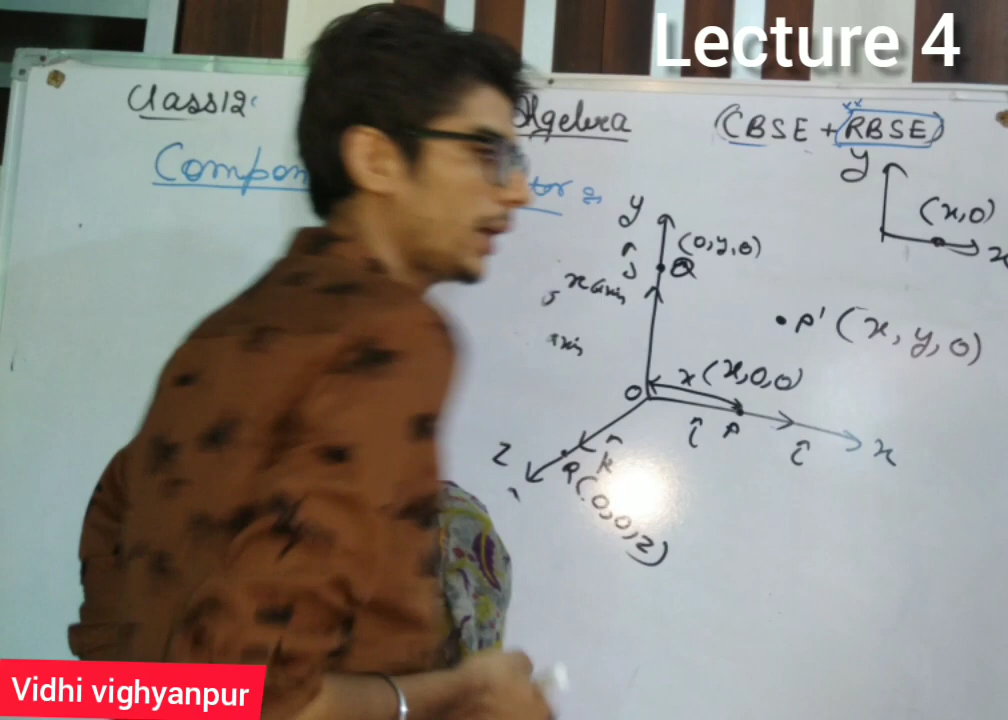 Lecture 4
Class 12
Algebra
(CBSE + RBSE)
Compon
tor
y
(x,0)
x
y
(0,y,0)
ĵ
Q
x axis
axis
P' (x, y, 0)
O
x (x,0,0)
î
P
î
x
z
k̂
R(0,0,z)
Vidhi vighyanpur